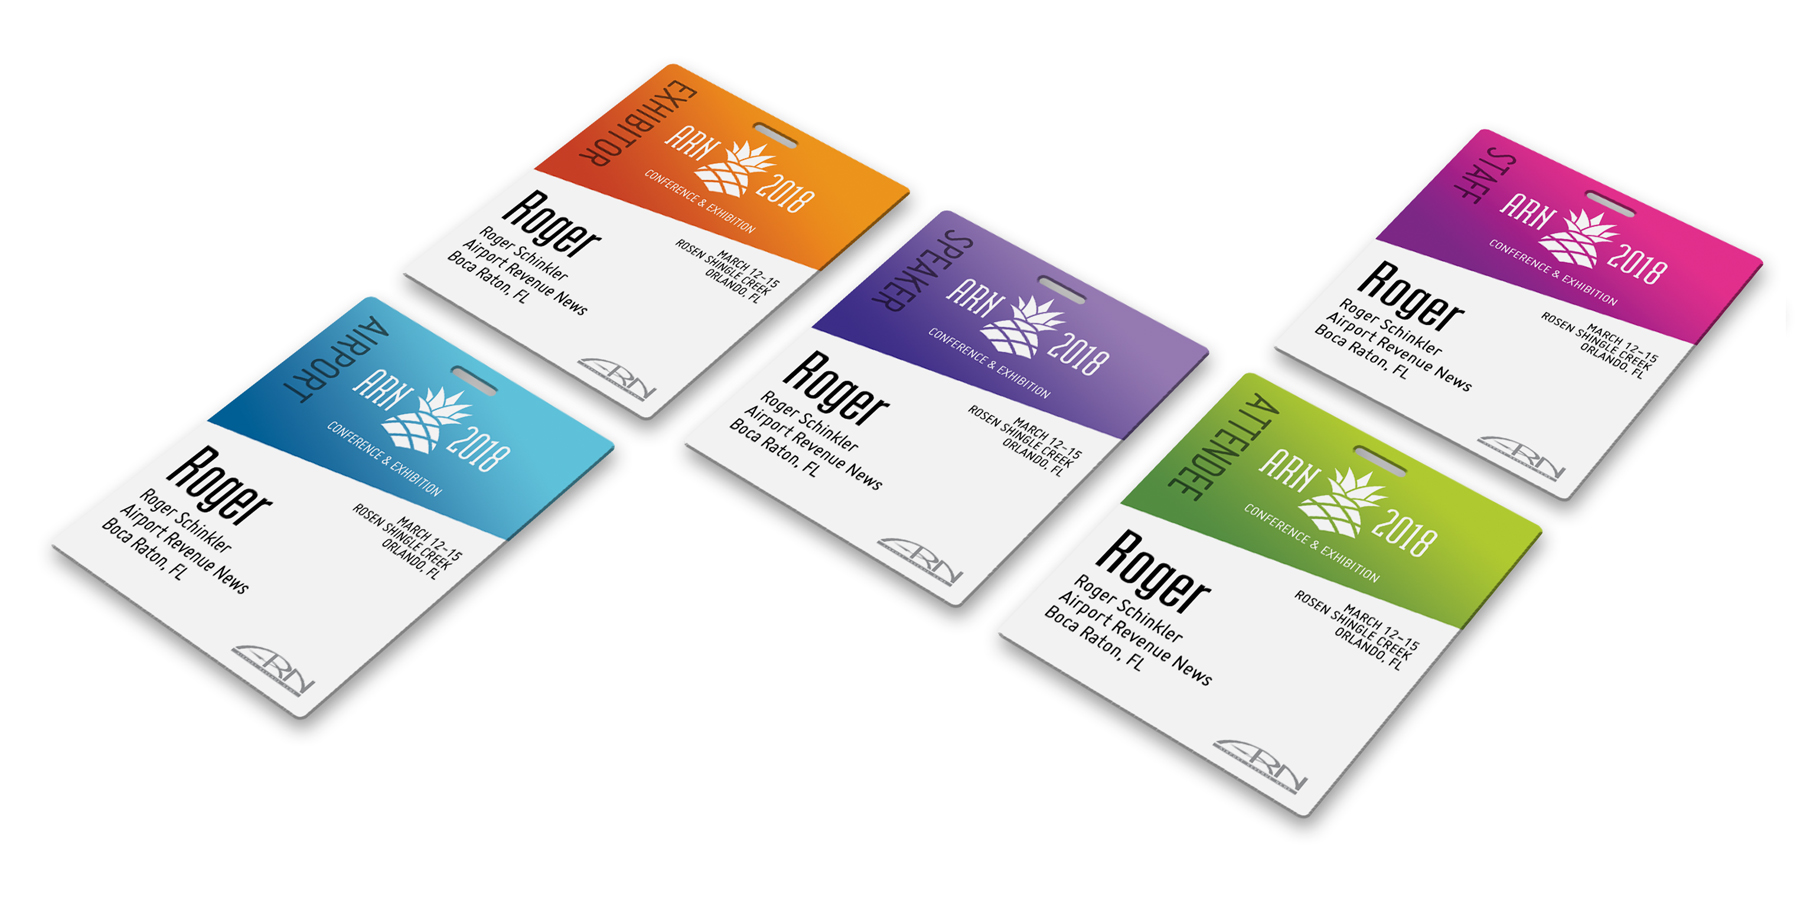 EXHIBITOR
ARN 2018
CONFERENCE & EXHIBITION
Roger
Roger Schinkler
Airport Revenue News
Boca Raton, FL
MARCH 12-15
ROSEN SHINGLE CREEK
ORLANDO, FL
ARN
STAFF
ARN 2018
CONFERENCE & EXHIBITION
Roger
Roger Schinkler
Airport Revenue News
Boca Raton, FL
MARCH 12-15
ROSEN SHINGLE CREEK
ORLANDO, FL
ARN
SPEAKER
ARN 2018
CONFERENCE & EXHIBITION
Roger
Roger Schinkler
Airport Revenue News
Boca Raton, FL
MARCH 12-15
ROSEN SHINGLE CREEK
ORLANDO, FL
ARN
AIRPORT
ARN 2018
CONFERENCE & EXHIBITION
Roger
Roger Schinkler
Airport Revenue News
Boca Raton, FL
MARCH 12-15
ROSEN SHINGLE CREEK
ORLANDO, FL
ARN
ATTENDEE
ARN 2018
CONFERENCE & EXHIBITION
Roger
Roger Schinkler
Airport Revenue News
Boca Raton, FL
MARCH 12-15
ROSEN SHINGLE CREEK
ORLANDO, FL
ARN